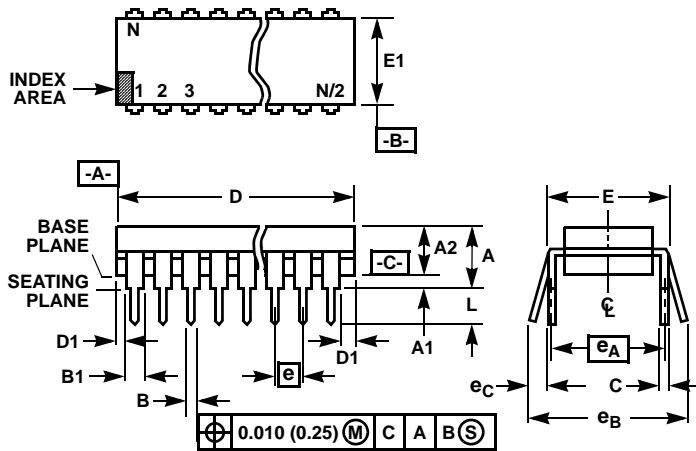 N
E1
INDEX
AREA
1 2 3 N/2
-B-
-A-
D
E
BASE
PLANE
A2
A
-C-
SEATING
PLANE
L
C
L
D1
A1
D1
eA
B1
e
eC
C
B
eB
0.010 (0.25) M C A B S